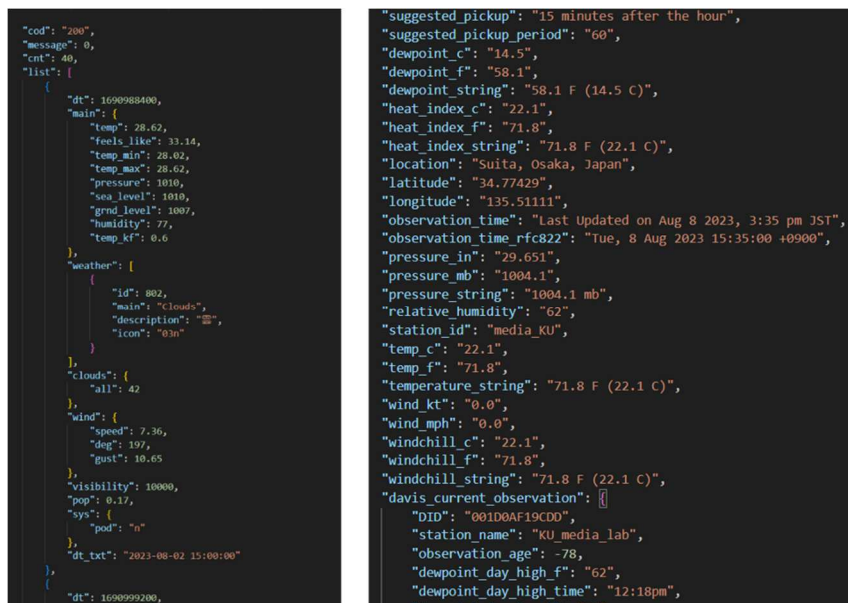 "cod": "200",
"message": 0,
"cnt": 40,
"list": [
{
"dt": 1690988400,
"main": {
"temp": 28.62,
"feels_like": 33.14,
"temp_min": 28.02,
"temp_max": 28.62,
"pressure": 1010,
"sea_level": 1010,
"grnd_level": 1007,
"humidity": 77,
"temp_kf": 0.6
},
"weather": [
{
"id": 802,
"main": "Clouds",
"description": "雲",
"icon": "03n"
}
],
"clouds": {
"all": 42
},
"wind": {
"speed": 7.36,
"deg": 197,
"gust": 10.65
},
"visibility": 10000,
"pop": 0.17,
"sys": {
"pod": "n"
},
"dt_txt": "2023-08-02 15:00:00"
},
{
"dt": 1690999200,
"suggested_pickup": "15 minutes after the hour",
"suggested_pickup_period": "60",
"dewpoint_c": "14.5",
"dewpoint_f": "58.1",
"dewpoint_string": "58.1 F (14.5 C)",
"heat_index_c": "22.1",
"heat_index_f": "71.8",
"heat_index_string": "71.8 F (22.1 C)",
"location": "Suita, Osaka, Japan",
"latitude": "34.77429",
"longitude": "135.51111",
"observation_time": "Last Updated on Aug 8 2023, 3:35 pm JST",
"observation_time_rfc822": "Tue, 8 Aug 2023 15:35:00 +0900",
"pressure_in": "29.651",
"pressure_mb": "1004.1",
"pressure_string": "1004.1 mb",
"relative_humidity": "62",
"station_id": "media_KU",
"temp_c": "22.1",
"temp_f": "71.8",
"temperature_string": "71.8 F (22.1 C)",
"wind_kt": "0.0",
"wind_mph": "0.0",
"windchill_c": "22.1",
"windchill_f": "71.8",
"windchill_string": "71.8 F (22.1 C)",
"davis_current_observation": {
"DID": "001D0AF19CDD",
"station_name": "KU_media_lab",
"observation_age": -78,
"dewpoint_day_high_f": "62",
"dewpoint_day_high_time": "12:18pm",